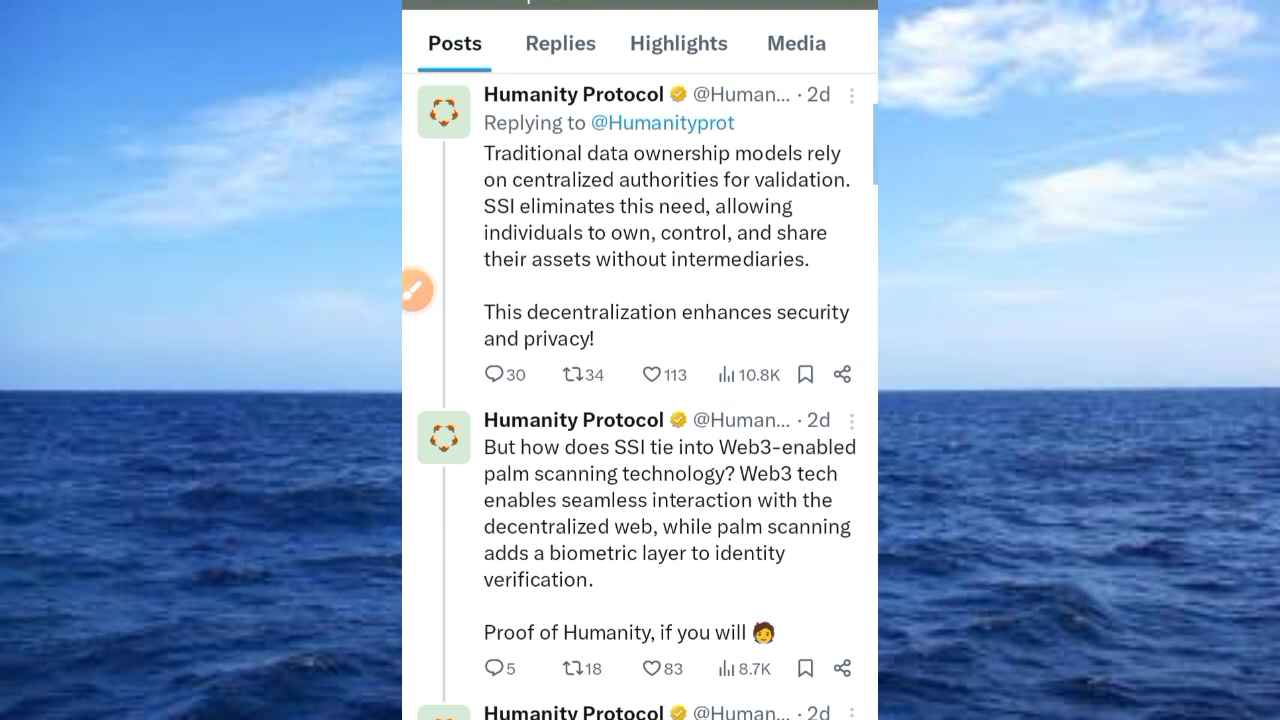 Posts Replies Highlights Media
Humanity Protocol @Human... · 2d
Replying to @Humanityprot
Traditional data ownership models rely
on centralized authorities for validation.
SSI eliminates this need, allowing
individuals to own, control, and share
their assets without intermediaries.
This decentralization enhances security
and privacy!
30 34 113 10.8K
Humanity Protocol @Human... · 2d
But how does SSI tie into Web3-enabled
palm scanning technology? Web3 tech
enables seamless interaction with the
decentralized web, while palm scanning
adds a biometric layer to identity
verification.
Proof of Humanity, if you will 🧑
5 18 83 8.7K
Humanity Protocol @Human... · 2d